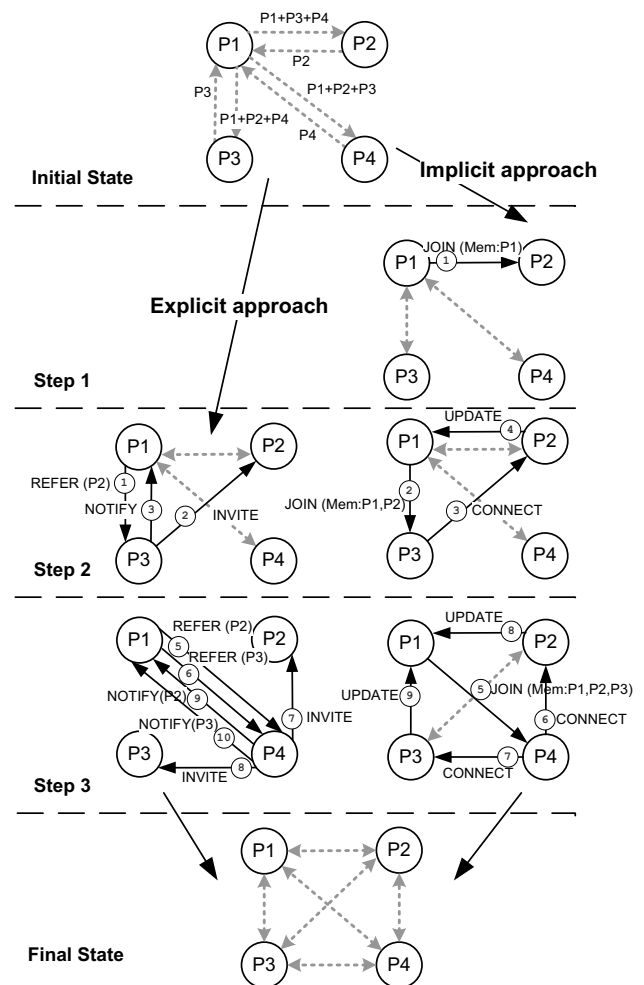 P1+P3+P4
P1
P2
P2
P3
P1+P2+P3
P1+P2+P4
P4
P3
P4
Initial State
Implicit approach
JOIN (Mem:P1)
P1
1
P2
Explicit approach
P3
P4
Step 1
P1
P2
REFER (P2)
1
NOTIFY
3
2
INVITE
P3
P4
UPDATE
4
P1
P2
2
JOIN (Mem:P1,P2)
3
CONNECT
P3
P4
Step 2
REFER (P2)
P1
P2
5
REFER (P3)
6
NOTIFY(P2)
9
7
INVITE
NOTIFY(P3)
10
P3
P4
8
INVITE
UPDATE
8
P1
P2
UPDATE
9
5
JOIN (Mem:P1,P2,P3)
6
CONNECT
P3
7
P4
CONNECT
Step 3
P1
P2
P3
P4
Final State